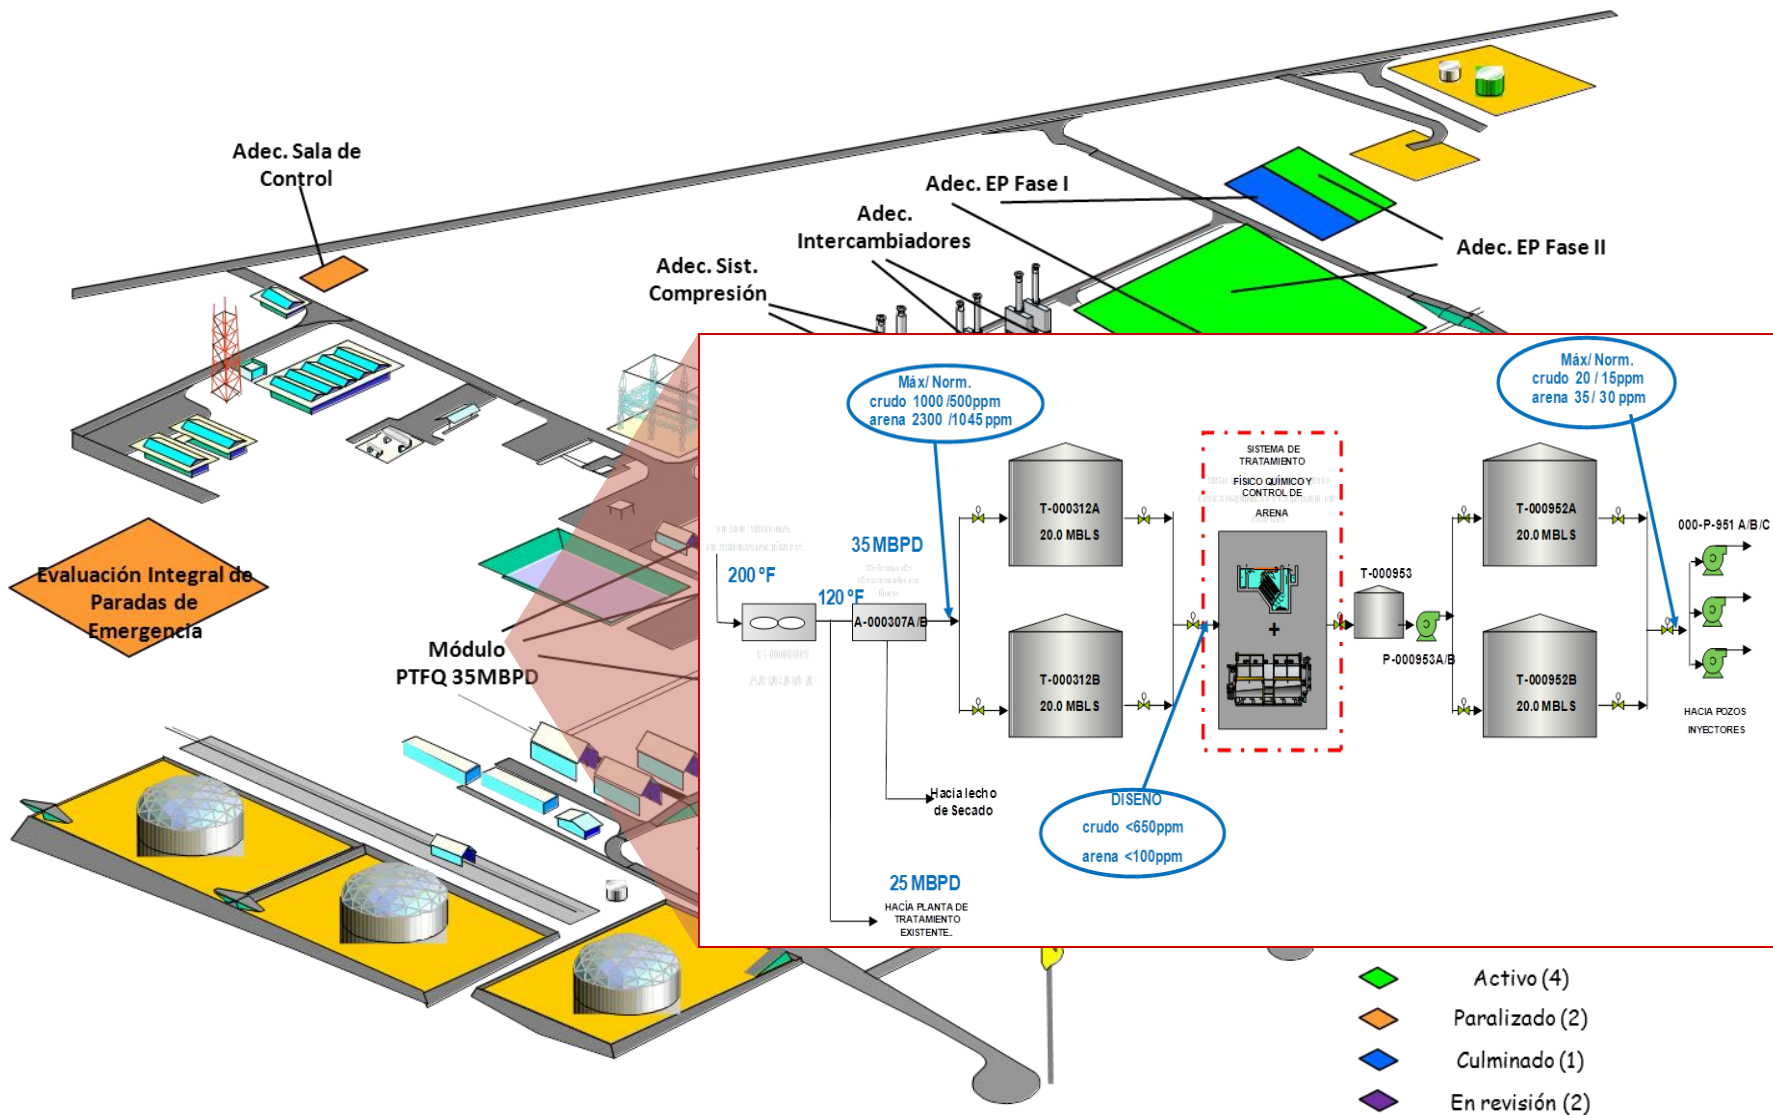 Adec. Sala de
Control
Adec. EP Fase I
Adec.
Intercambiadores
Adec. EP Fase II
Adec. Sist.
Compresión
Evaluación Integral de
Paradas de
Emergencia
Módulo
PTFQ 35MBPD
Máx/ Norm.
crudo 1000 /500ppm
arena 2300 /1045 ppm
Máx/ Norm.
crudo 20 / 15ppm
arena 35/ 30 ppm
SISTEMA DE
TRATAMIENTO
FÍSICO QUÍMICO Y
CONTROL DE
ARENA
T-000312A
20.0 MBLS
T-000952A
20.0 MBLS
000-P-951 A/B/C
35 MBPD
200 ºF
120 ºF
A-000307A/B
T-000953
P-000953A/B
+
T-000312B
20.0 MBLS
T-000952B
20.0 MBLS
HACIA POZOS
INYECTORES
Hacia lecho
de Secado
DISEÑO
crudo <650ppm
arena <100ppm
25 MBPD
HACÍA PLANTA DE
TRATAMIENTO
EXISTENTE..
Activo (4)
Paralizado (2)
Culminado (1)
En revisión (2)